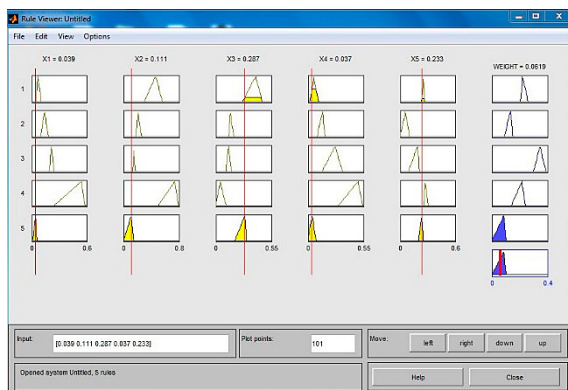 Rule Viewer: Untitled
File Edit View Options
X1 = 0.039 X2 = 0.111 X3 = 0.287 X4 = 0.037 X5 = 0.233 WEIGHT = 0.0619
1
2
3
4
5
0 0.6 0 0.8 0 0.55 0 0.55 0 0.6
0 0.4
Input: [0.039 0.111 0.287 0.037 0.233] Plot points: 101 Move: left right down up
Opened system Untitled, 5 rules Help Close